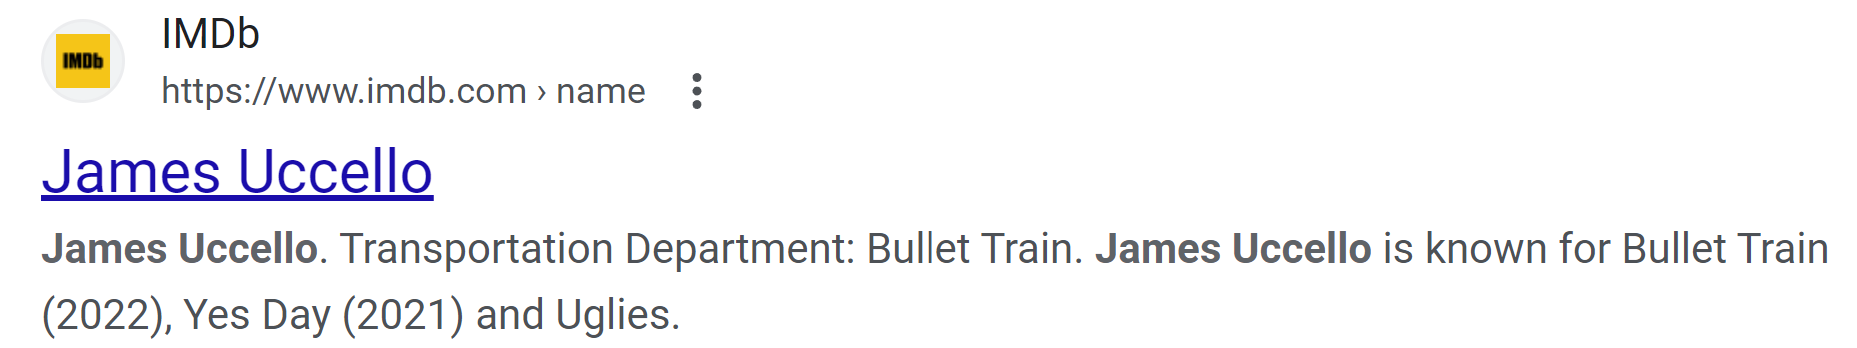 IMDb
IMDb
https://www.imdb.com › name
James Uccello
James Uccello. Transportation Department: Bullet Train. James Uccello is known for Bullet Train
(2022), Yes Day (2021) and Uglies.